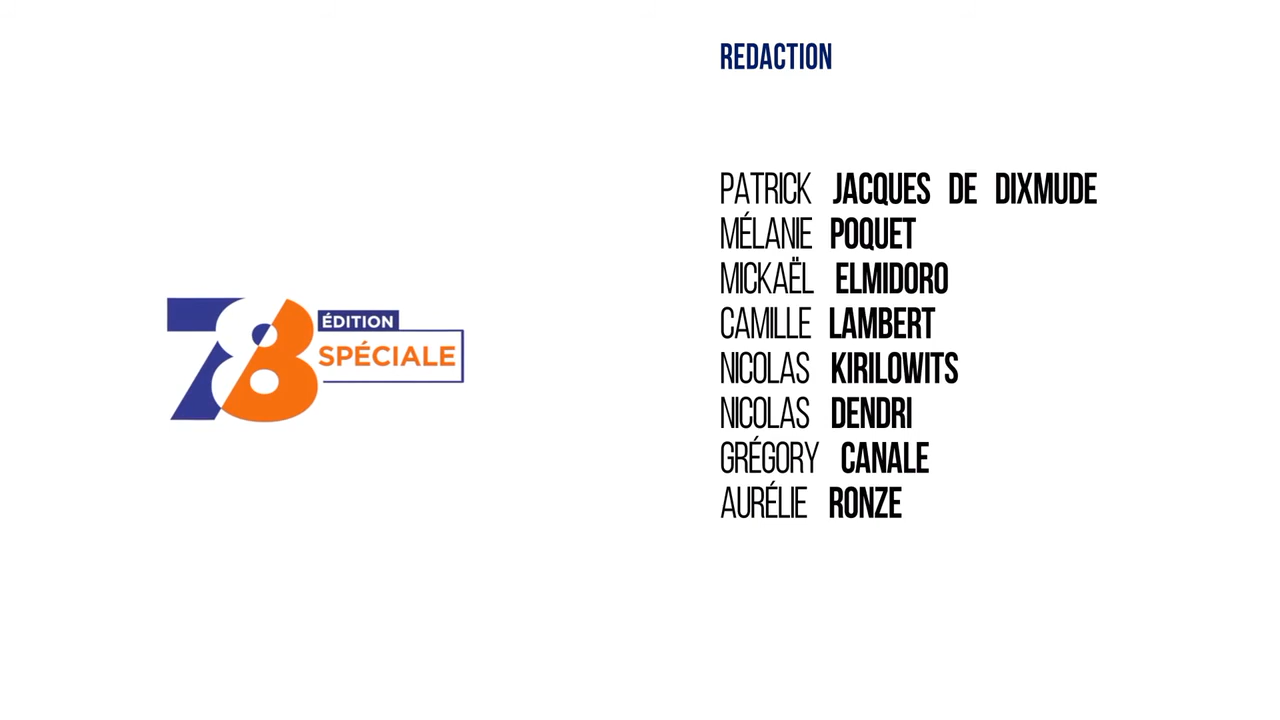 REDACTION
PATRICK JACQUES DE DIXMUDE
MÉLANIE POQUET
MICKAËL ELMIDORO
CAMILLE LAMBERT
NICOLAS KIRILOWITS
NICOLAS DENDRI
GRÉGORY CANALE
AURÉLIE RONZE
78
ÉDITION
SPÉCIALE